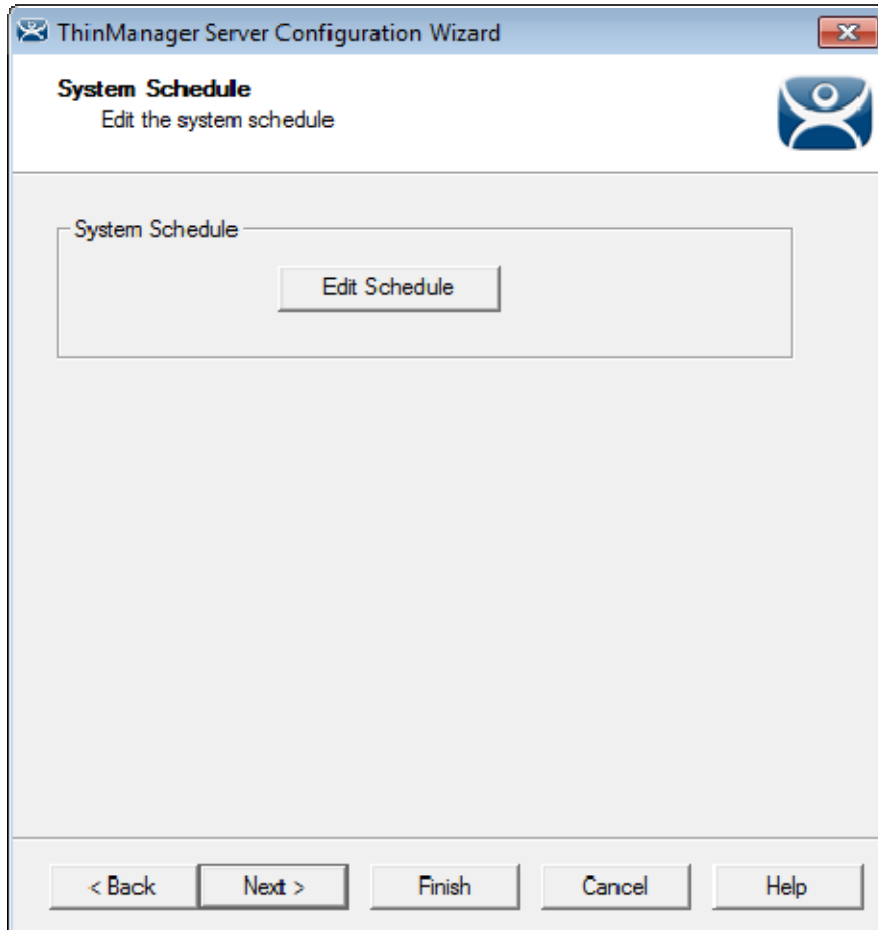 ThinManager Server Configuration Wizard
System Schedule
Edit the system schedule
System Schedule
Edit Schedule
< Back Next > Finish Cancel Help